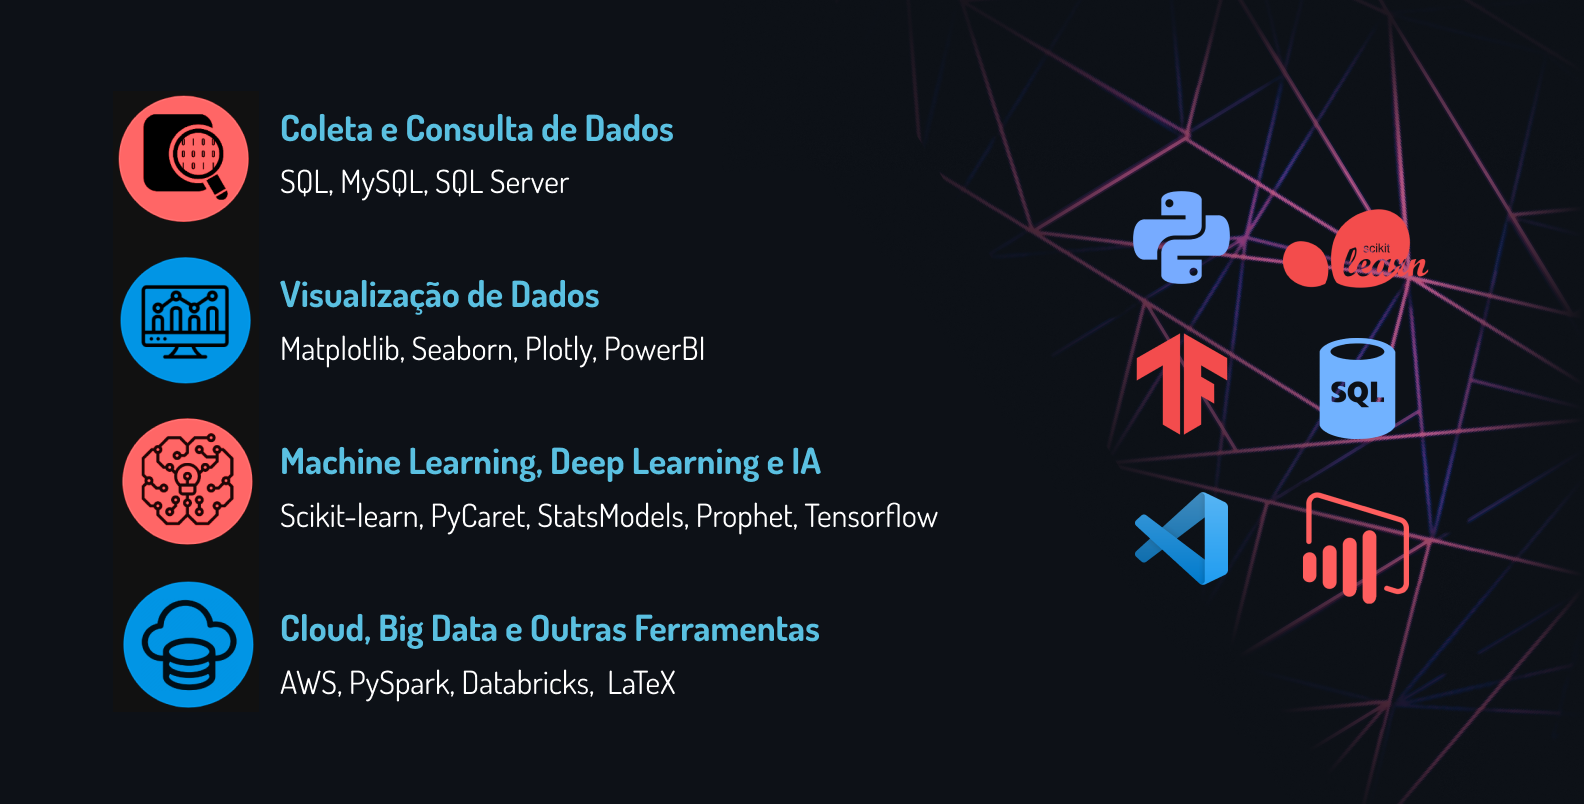 Coleta e Consulta de Dados
SQL, MySQL, SQL Server
Visualização de Dados
Matplotlib, Seaborn, Plotly, PowerBI
Machine Learning, Deep Learning e IA
Scikit-learn, PyCaret, StatsModels, Prophet, Tensorflow
Cloud, Big Data e Outras Ferramentas
AWS, PySpark, Databricks, LaTeX
scikit
learn
SQL